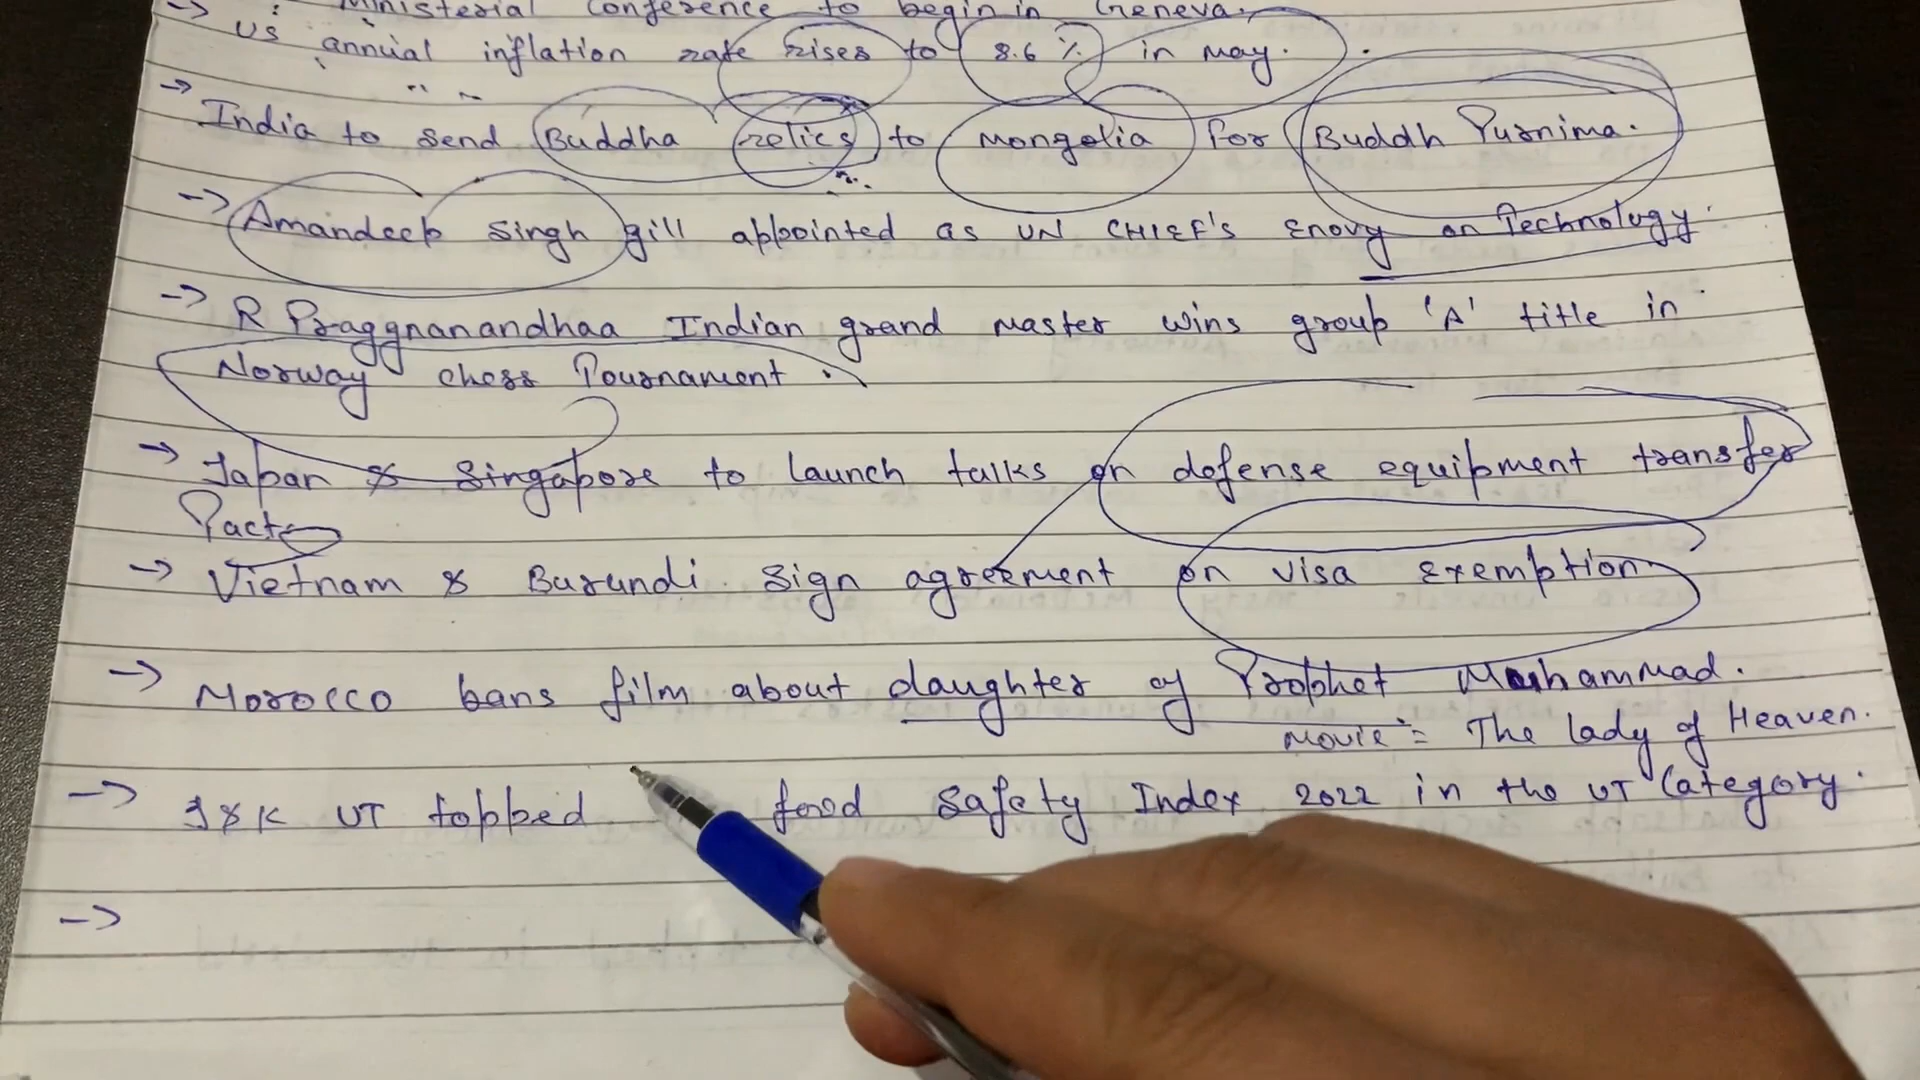 -> Ministerial Conference to begin in Geneva.
US annual inflation rate rises to 8.6 % in may.
-> India to send Buddha relics to Mongolia for Buddh Purnima.
-> Amandeep Singh gill appointed as UN CHIEF's Enovy on Technology.
-> R Praggnanandhaa Indian grand master wins group 'A' title in
Norway chess Tournament.
-> Japan & Singapore to launch talks on defense equipment transfer
Pact
-> Vietnam & Burundi sign agreement on visa exemption
-> Morocco bans film about daughter of Prophet Muhammad.
movie = The lady of Heaven.
-> J&K UT topped food safety Index 2022 in the UT Category.
->